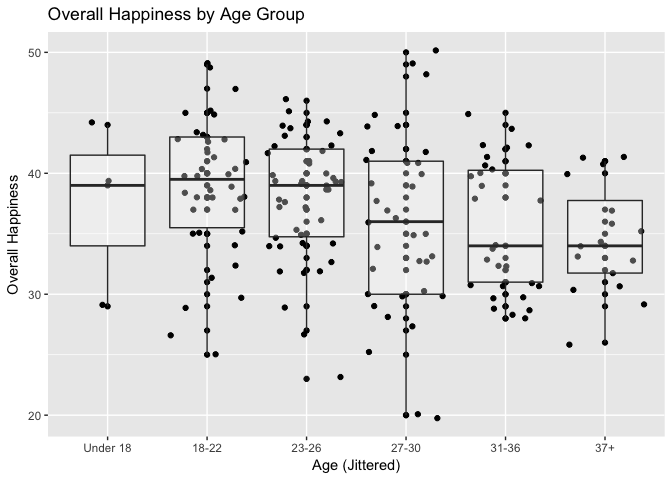 Overall Happiness by Age Group
Overall Happiness
50
40
30
20
Under 18
18-22
23-26
27-30
31-36
37+
Age (Jittered)